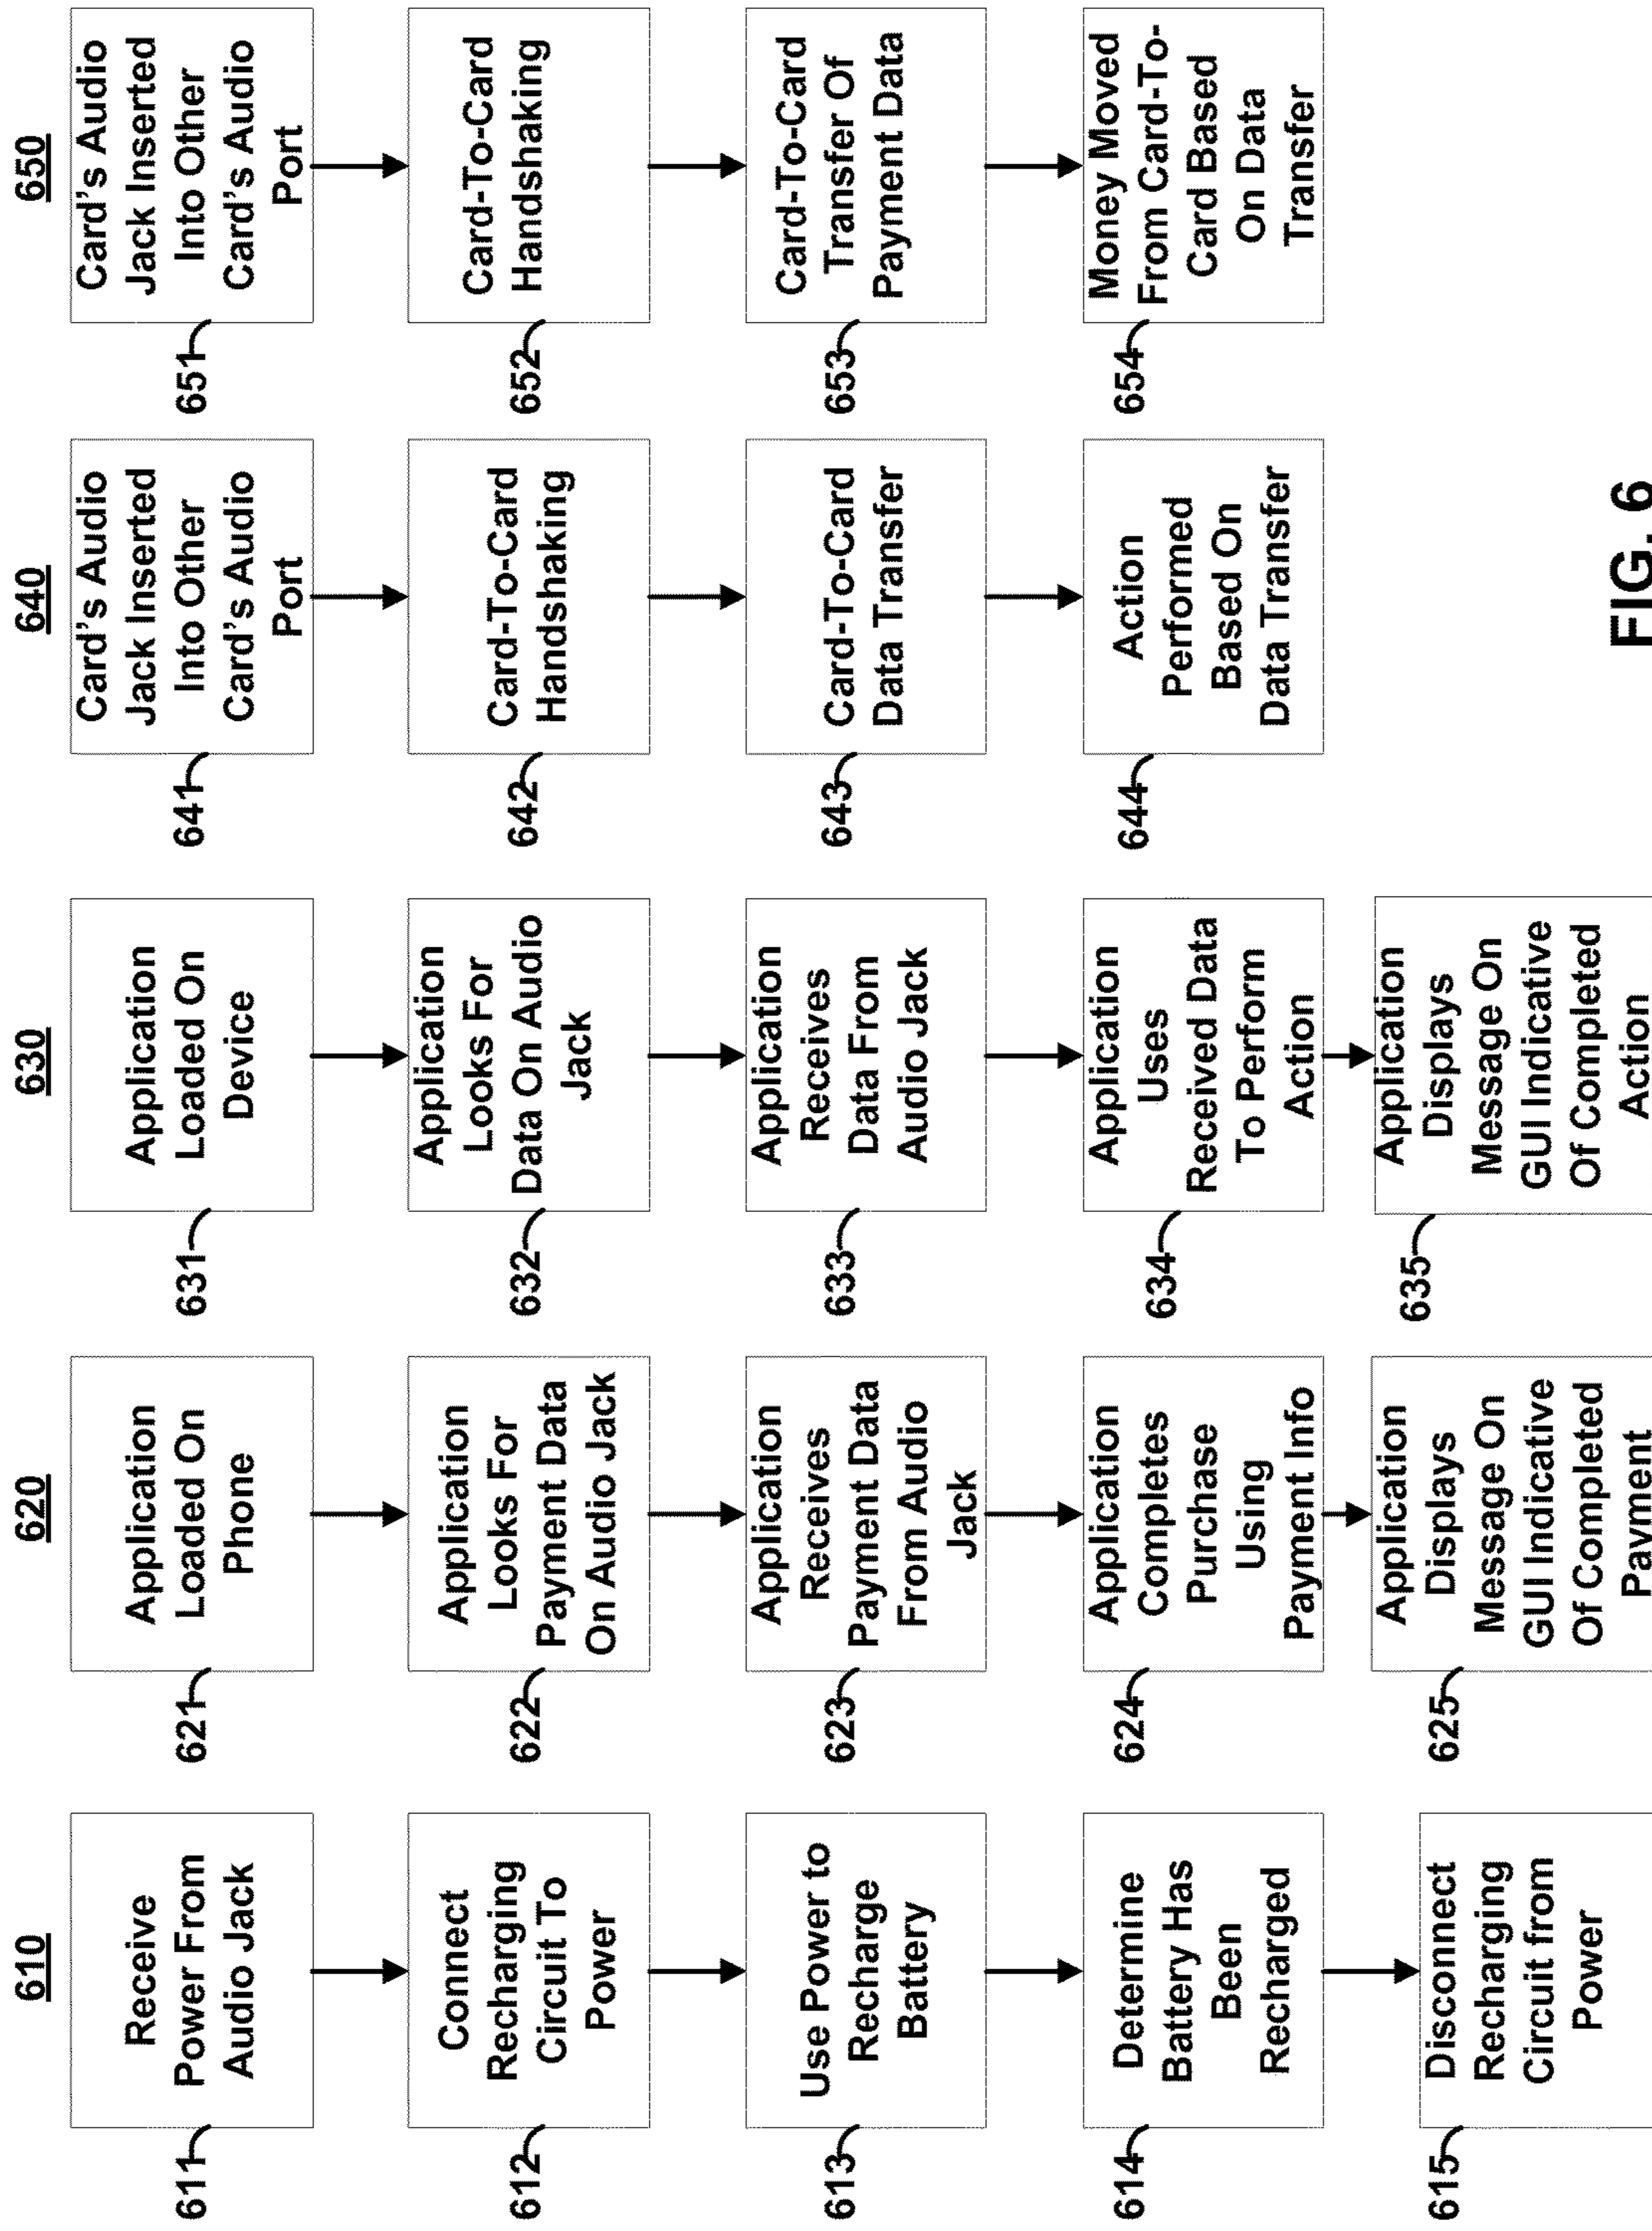 610
611
Receive
Power From
Audio Jack
612
Connect
Recharging
Circuit To
Power
613
Use Power to
Recharge
Battery
614
Determine
Battery Has
Been
Recharged
615
Disconnect
Recharging
Circuit from
Power
620
621
Application
Loaded On
Phone
622
Application
Looks For
Payment Data
On Audio Jack
623
Application
Receives
Payment Data
From Audio
Jack
624
Application
Completes
Purchase
Using
Payment Info
625
Application
Displays
Message On
GUI Indicative
Of Completed
Payment
630
631
Application
Loaded On
Device
632
Application
Looks For
Data On Audio
Jack
633
Application
Receives
Data From
Audio Jack
634
Application
Uses
Received Data
To Perform
Action
635
Application
Displays
Message On
GUI Indicative
Of Completed
Action
640
641
Card's Audio
Jack Inserted
Into Other
Card's Audio
Port
642
Card-To-Card
Handshaking
643
Card-To-Card
Data Transfer
644
Action
Performed
Based On
Data Transfer
650
651
Card's Audio
Jack Inserted
Into Other
Card's Audio
Port
652
Card-To-Card
Handshaking
653
Card-To-Card
Transfer Of
Payment Data
654
Money Moved
From Card-To-
Card Based
On Data
Transfer
FIG. 6